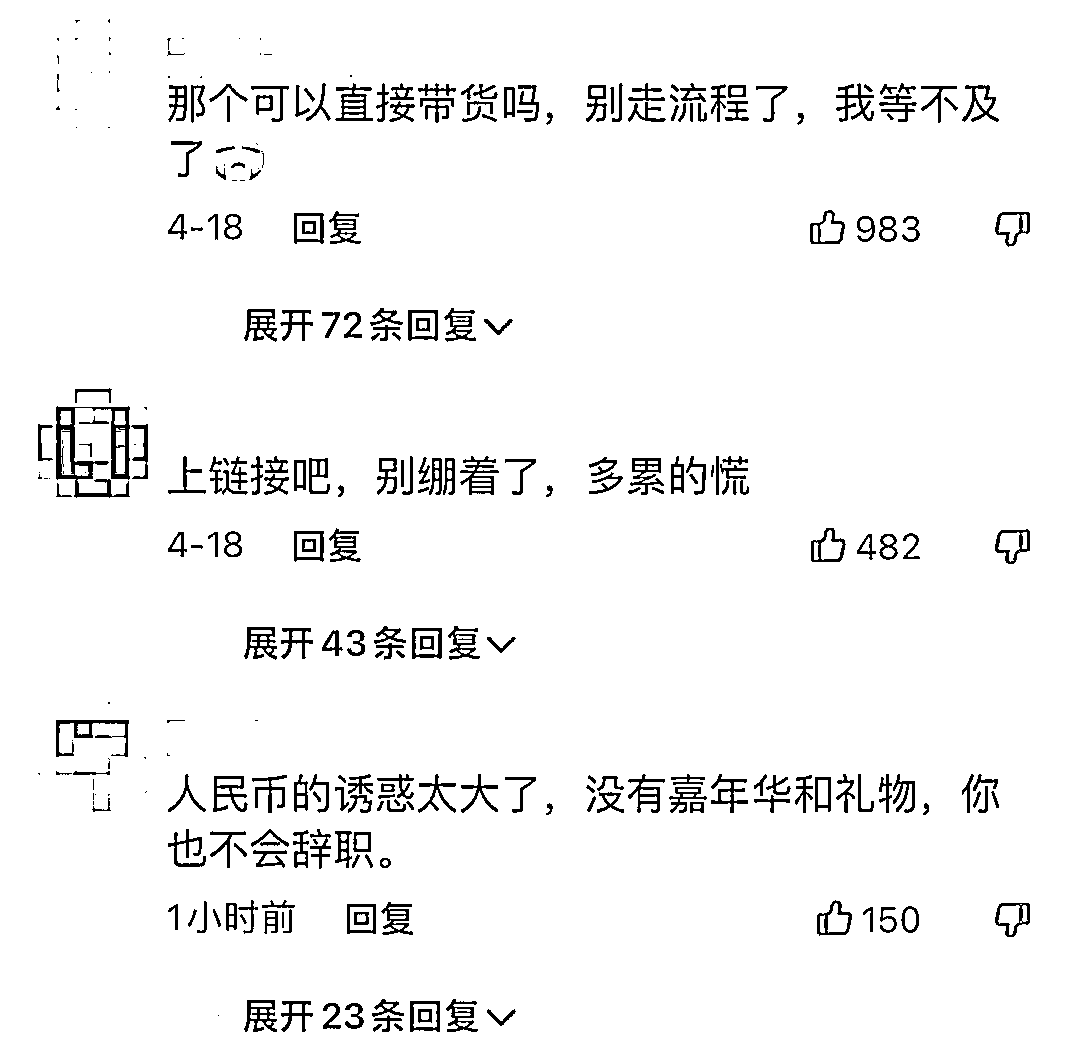 那个可以直接带货吗，别走流程了，我等不及
了
4-18 回复 983
展开72条回复
上链接吧，别绷着了，多累的慌
4-18 回复 482
展开43条回复
人民币的诱惑太大了，没有嘉年华和礼物，你
也不会辞职。
1小时前 回复 150
展开23条回复